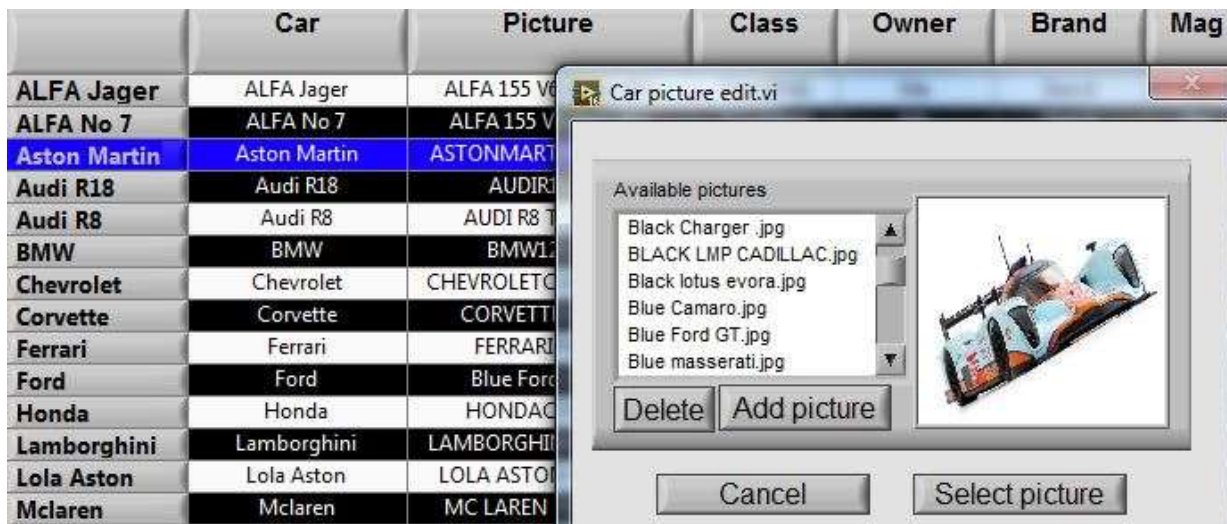 Car Picture Class Owner Brand Mag
ALFA Jager ALFA Jager ALFA 155 V6
ALFA No 7 ALFA No 7 ALFA 155 V
Aston Martin Aston Martin ASTONMART
Audi R18 Audi R18 AUDIR1
Audi R8 Audi R8 AUDI R8 T
BMW BMW BMW12
Chevrolet Chevrolet CHEVROLETC
Corvette Corvette CORVETT
Ferrari Ferrari FERRARI
Ford Ford Blue Ford
Honda Honda HONDAC
Lamborghini Lamborghini LAMBORGHI
Lola Aston Lola Aston LOLA ASTO
Mclaren Mclaren MC LAREN
Car picture edit.vi
Available pictures
Black Charger .jpg
BLACK LMP CADILLAC.jpg
Black lotus evora.jpg
Blue Camaro.jpg
Blue Ford GT.jpg
Blue masserati.jpg
Delete Add picture
Cancel Select picture